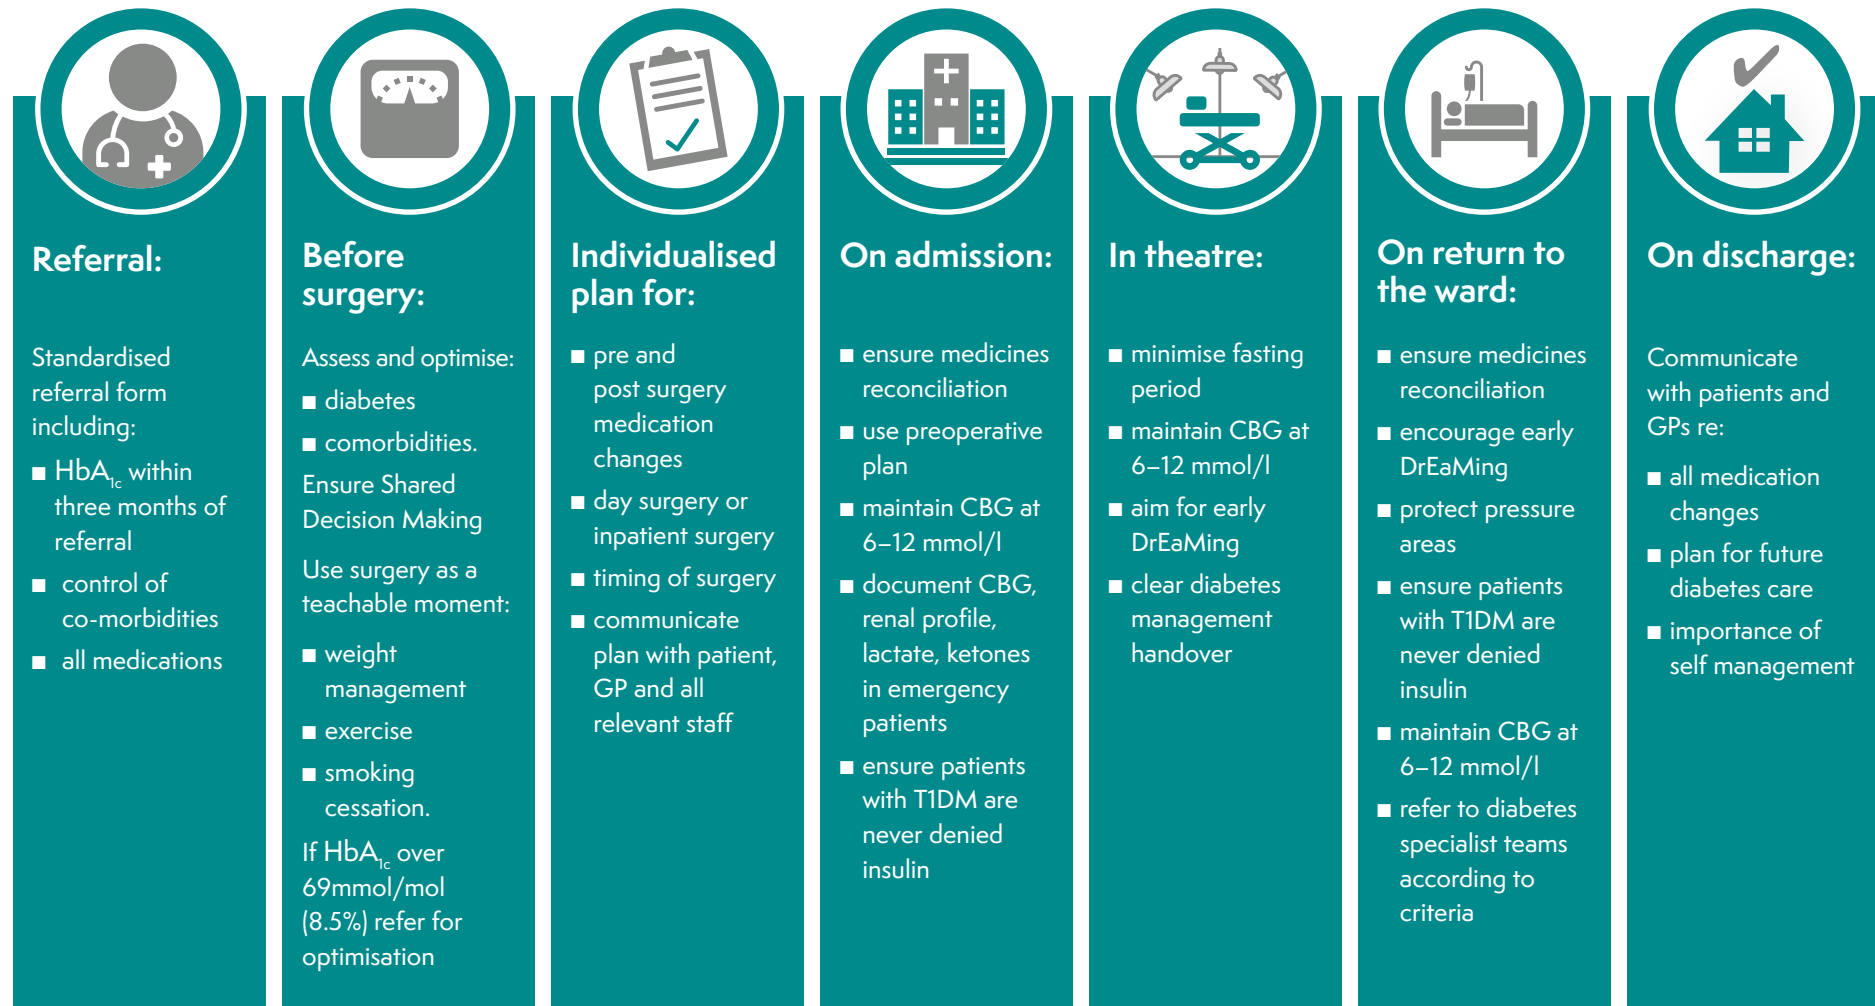 Referral:
Standardised
referral form
including:
■ HbA1c within
three months of
referral
■ control of
co-morbidities
■ all medications
Before
surgery:
Assess and optimise:
■ diabetes
■ comorbidities.
Ensure Shared
Decision Making
Use surgery as a
teachable moment:
■ weight
management
■ exercise
■ smoking
cessation.
If HbA1c over
69mmol/mol
(8.5%) refer for
optimisation
Individualised
plan for:
■ pre and
post surgery
medication
changes
■ day surgery or
inpatient surgery
■ timing of surgery
■ communicate
plan with patient,
GP and all
relevant staff
On admission:
■ ensure medicines
reconciliation
■ use preoperative
plan
■ maintain CBG at
6–12 mmol/l
■ document CBG,
renal profile,
lactate, ketones
in emergency
patients
■ ensure patients
with T1DM are
never denied
insulin
In theatre:
■ minimise fasting
period
■ maintain CBG at
6–12 mmol/l
■ aim for early
DrEaMing
■ clear diabetes
management
handover
On return to
the ward:
■ ensure medicines
reconciliation
■ encourage early
DrEaMing
■ protect pressure
areas
■ ensure patients
with T1DM are
never denied
insulin
■ maintain CBG at
6–12 mmol/l
■ refer to diabetes
specialist teams
according to
criteria
On discharge:
Communicate
with patients and
GPs re:
■ all medication
changes
■ plan for future
diabetes care
■ importance of
self management